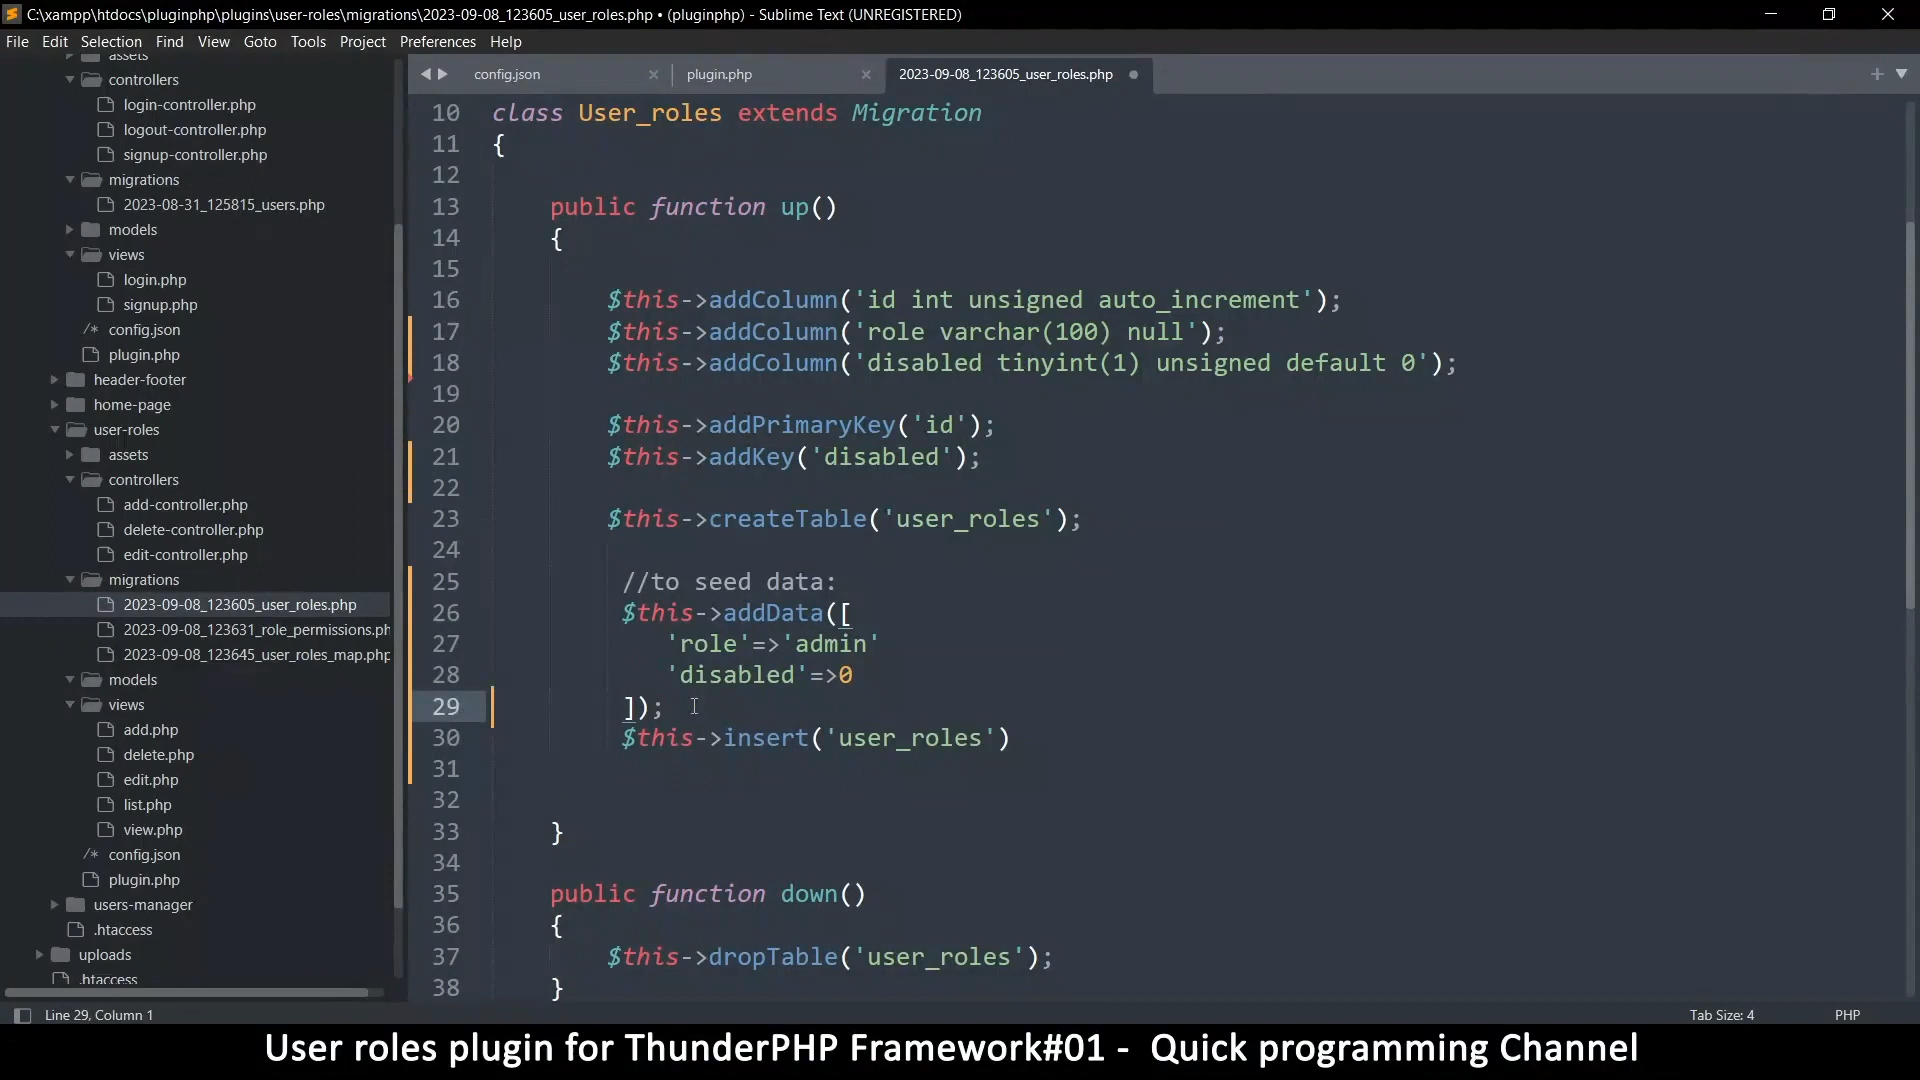 C:\xampp\htdocs\pluginphp\plugins\user-roles\migrations\2023-09-08_123605_user_roles.php • (pluginphp) - Sublime Text (UNREGISTERED)
File Edit Selection Find View Goto Tools Project Preferences Help
assets
controllers
login-controller.php
logout-controller.php
signup-controller.php
migrations
2023-08-31_125815_users.php
models
views
login.php
signup.php
/* config.json
plugin.php
header-footer
home-page
user-roles
assets
controllers
add-controller.php
delete-controller.php
edit-controller.php
migrations
2023-09-08_123605_user_roles.php
2023-09-08_123631_role_permissions.ph
2023-09-08_123645_user_roles_map.php
models
views
add.php
delete.php
edit.php
list.php
view.php
/* config.json
plugin.php
users-manager
.htaccess
uploads
.htaccess
config.json
plugin.php
2023-09-08_123605_user_roles.php
10 class User_roles extends Migration
11 {
12
13 public function up()
14 {
15
16 $this->addColumn('id int unsigned auto_increment');
17 $this->addColumn('role varchar(100) null');
18 $this->addColumn('disabled tinyint(1) unsigned default 0');
19
20 $this->addPrimaryKey('id');
21 $this->addKey('disabled');
22
23 $this->createTable('user_roles');
24
25 //to seed data:
26 $this->addData([
27 'role'=>'admin'
28 'disabled'=>0
29 ]);
30 $this->insert('user_roles')
31
32
33 }
34
35 public function down()
36 {
37 $this->dropTable('user_roles');
38 }
Line 29, Column 1
Tab Size: 4
PHP
User roles plugin for ThunderPHP Framework#01 - Quick programming Channel